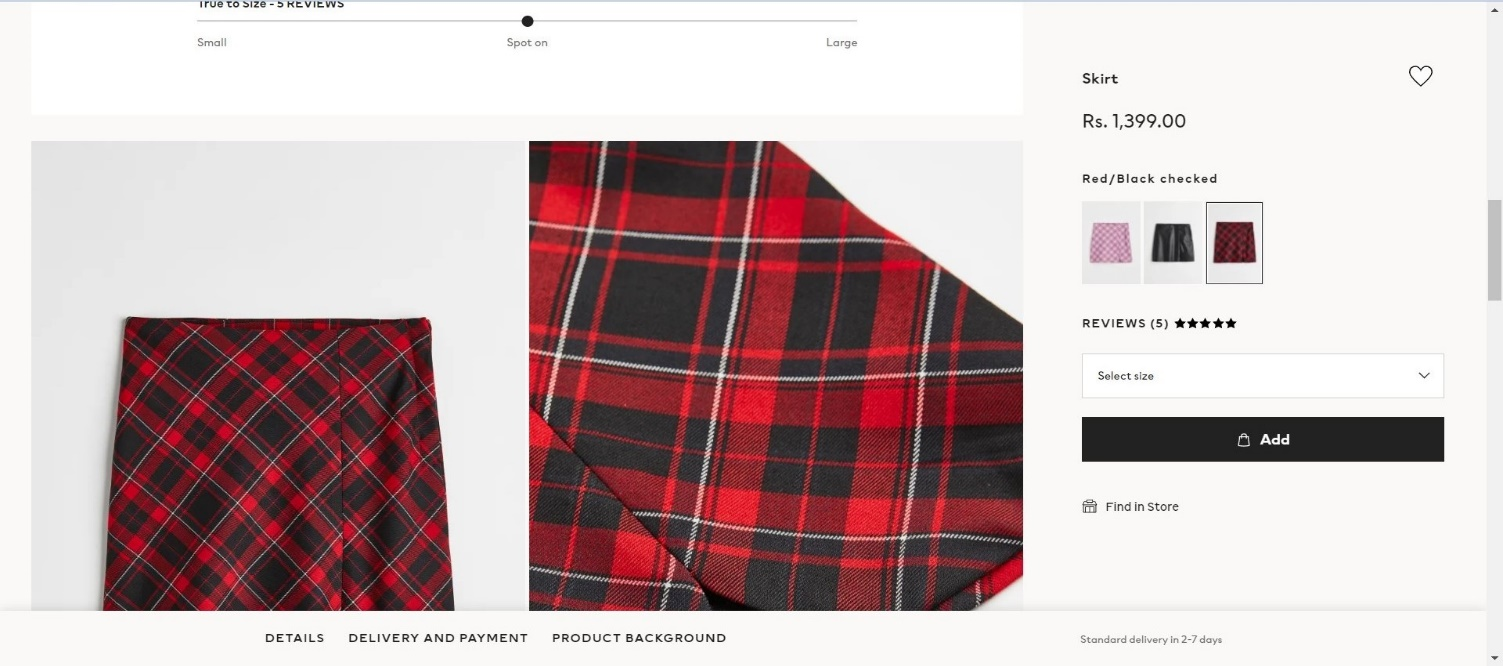 True to Size - 5 REVIEWS
Small
Spot on
Large
Skirt
Rs. 1,399.00
Red/Black checked
REVIEWS (5)
Select size
Add
Find in Store
DETAILS
DELIVERY AND PAYMENT
PRODUCT BACKGROUND
Standard delivery in 2-7 days